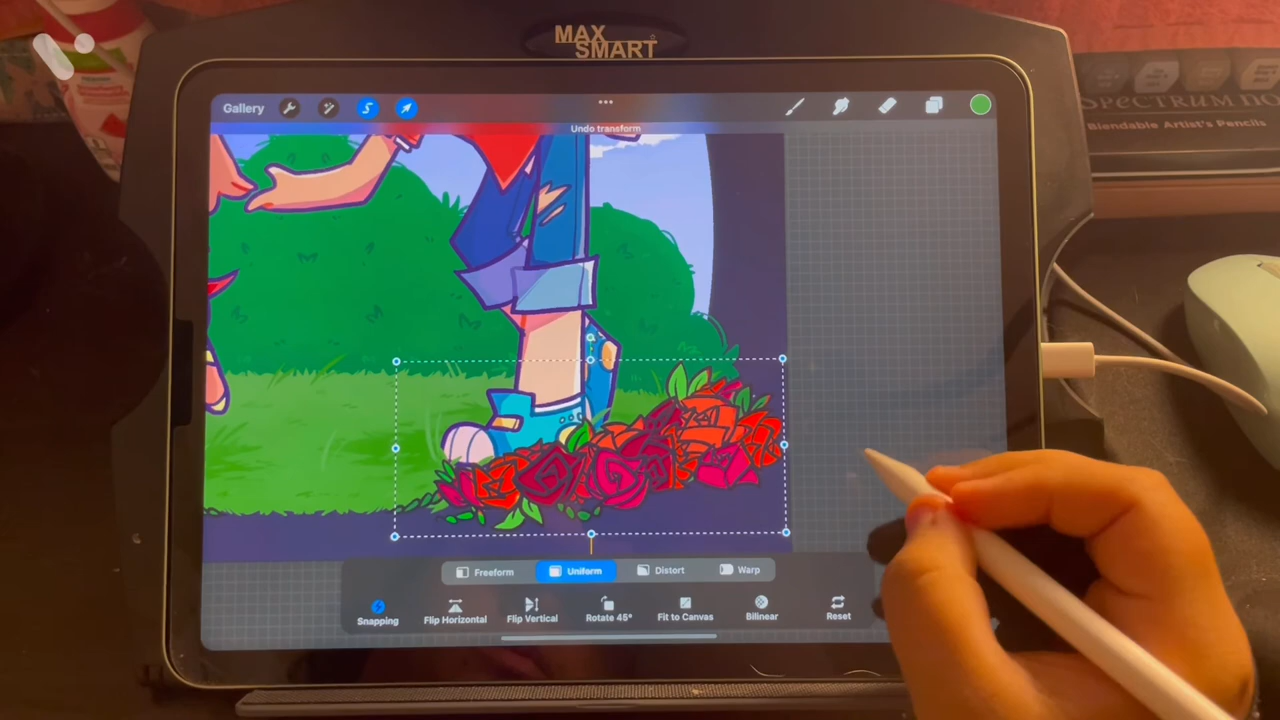 MAX
SMART
Gallery
Undo transform
SPECTRUM NO
Blendable Artist's Pencils
Freeform
Uniform
Distort
Warp
Snapping
Flip Horizontal
Flip Vertical
Rotate 45°
Fit to Canvas
Bilinear
Reset